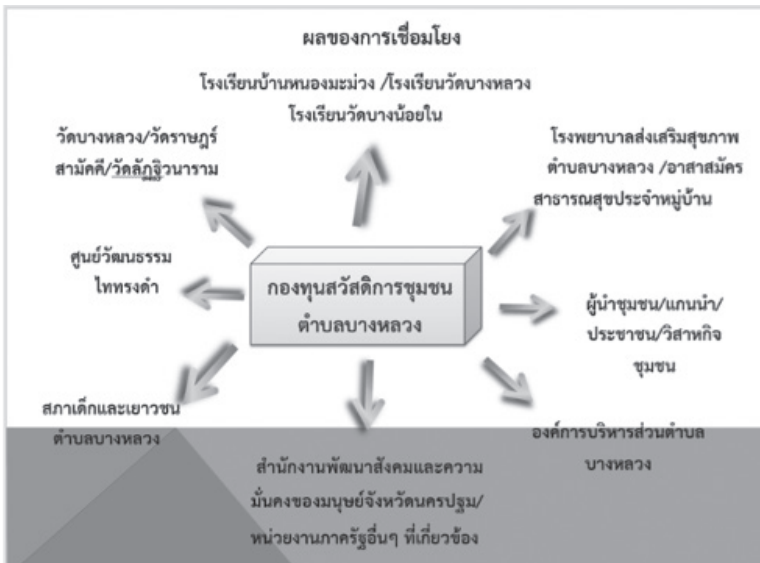 ผลของการเชื่อมโยง
โรงเรียนบ้านหนองมะม่วง /โรงเรียนวัดบางหลวง
โรงเรียนวัดบางน้อยใน
วัดบางหลวง/วัดราษฎร์
สามัคคี/วัดลัฏฐิวนาราม
โรงพยาบาลส่งเสริมสุขภาพ
ตำบลบางหลวง /อาสาสมัคร
สาธารณสุขประจำหมู่บ้าน
ศูนย์วัฒนธรรม
ไททรงดำ
กองทุนสวัสดิการชุมชน
ตำบลบางหลวง
ผู้นำชุมชน/แกนนำ/
ประชาชน/วิสาหกิจ
ชุมชน
สภาเด็กและเยาวชน
ตำบลบางหลวง
องค์การบริหารส่วนตำบล
บางหลวง
สำนักงานพัฒนาสังคมและความ
มั่นคงของมนุษย์จังหวัดนครปฐม/
หน่วยงานภาครัฐอื่นๆ ที่เกี่ยวข้อง